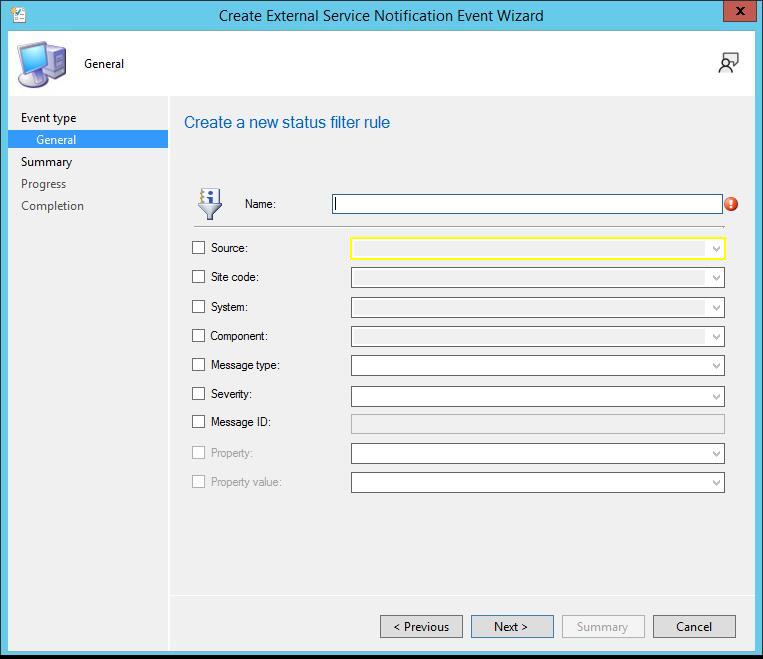 Create External Service Notification Event Wizard
X
General
Event type
General
Summary
Progress
Completion
Create a new status filter rule
Name:
Source:
Site code:
System:
Component:
Message type:
Severity:
Message ID:
Property:
Property value:
< Previous
Next >
Summary
Cancel